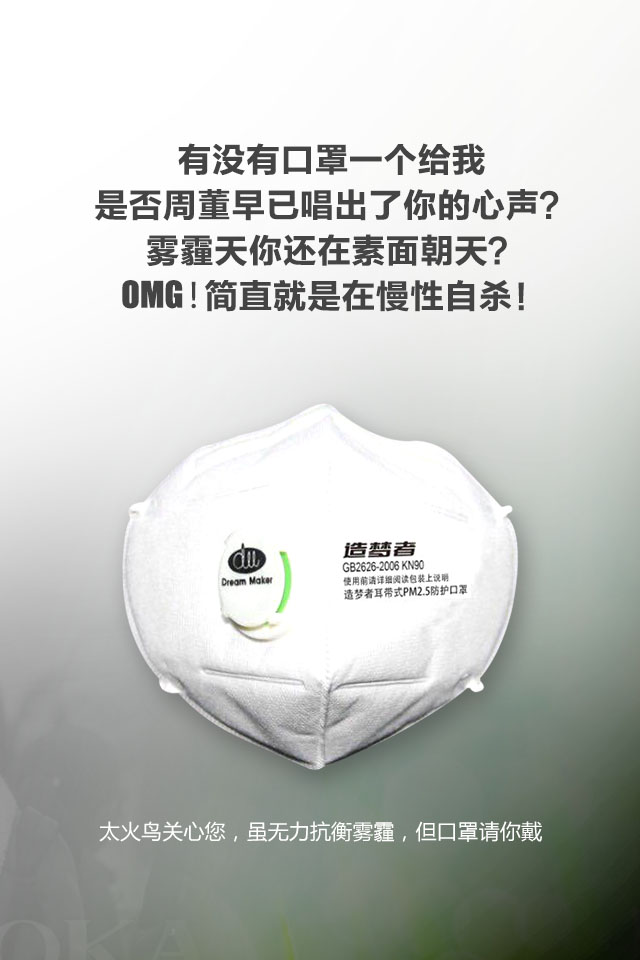 有没有口罩一个给我
是否周董早已唱出了你的心声？
雾霾天你还在素面朝天？
OMG！简直就是在慢性自杀！
dm
Dream Maker
造梦者
GB2626-2006 KN90
使用前请详细阅读包装上说明
造梦者耳带式PM2.5防护口罩
太火鸟关心您，虽无力抗衡雾霾，但口罩请你戴